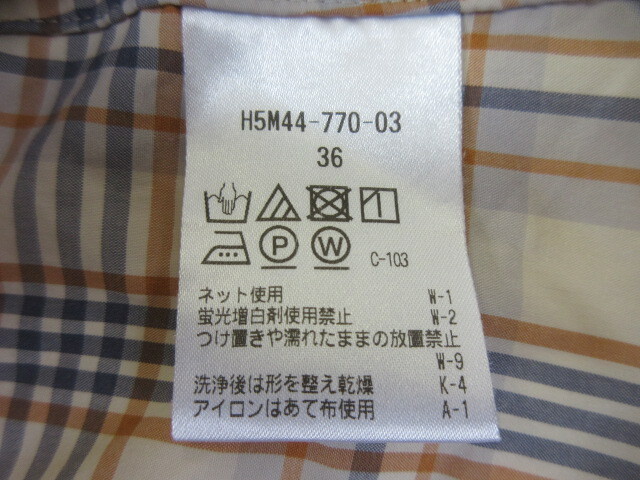 H5M44-770-03
36
P W C-103
ネット使用 W-1
蛍光増白剤使用禁止 W-2
つけ置きや濡れたままの放置禁止
W-9
洗浄後は形を整え乾燥 K-4
アイロンはあて布使用 A-1